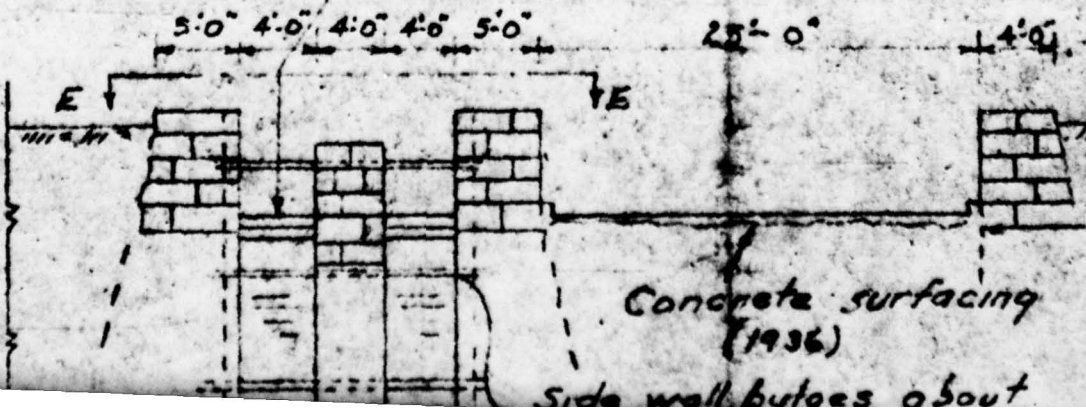 5'-0" 4'-0" 4'-0" 4'-0" 5'-0" 25'-0" 4'-0"
E E
Concrete surfacing
(1936)
Side wall bulges about